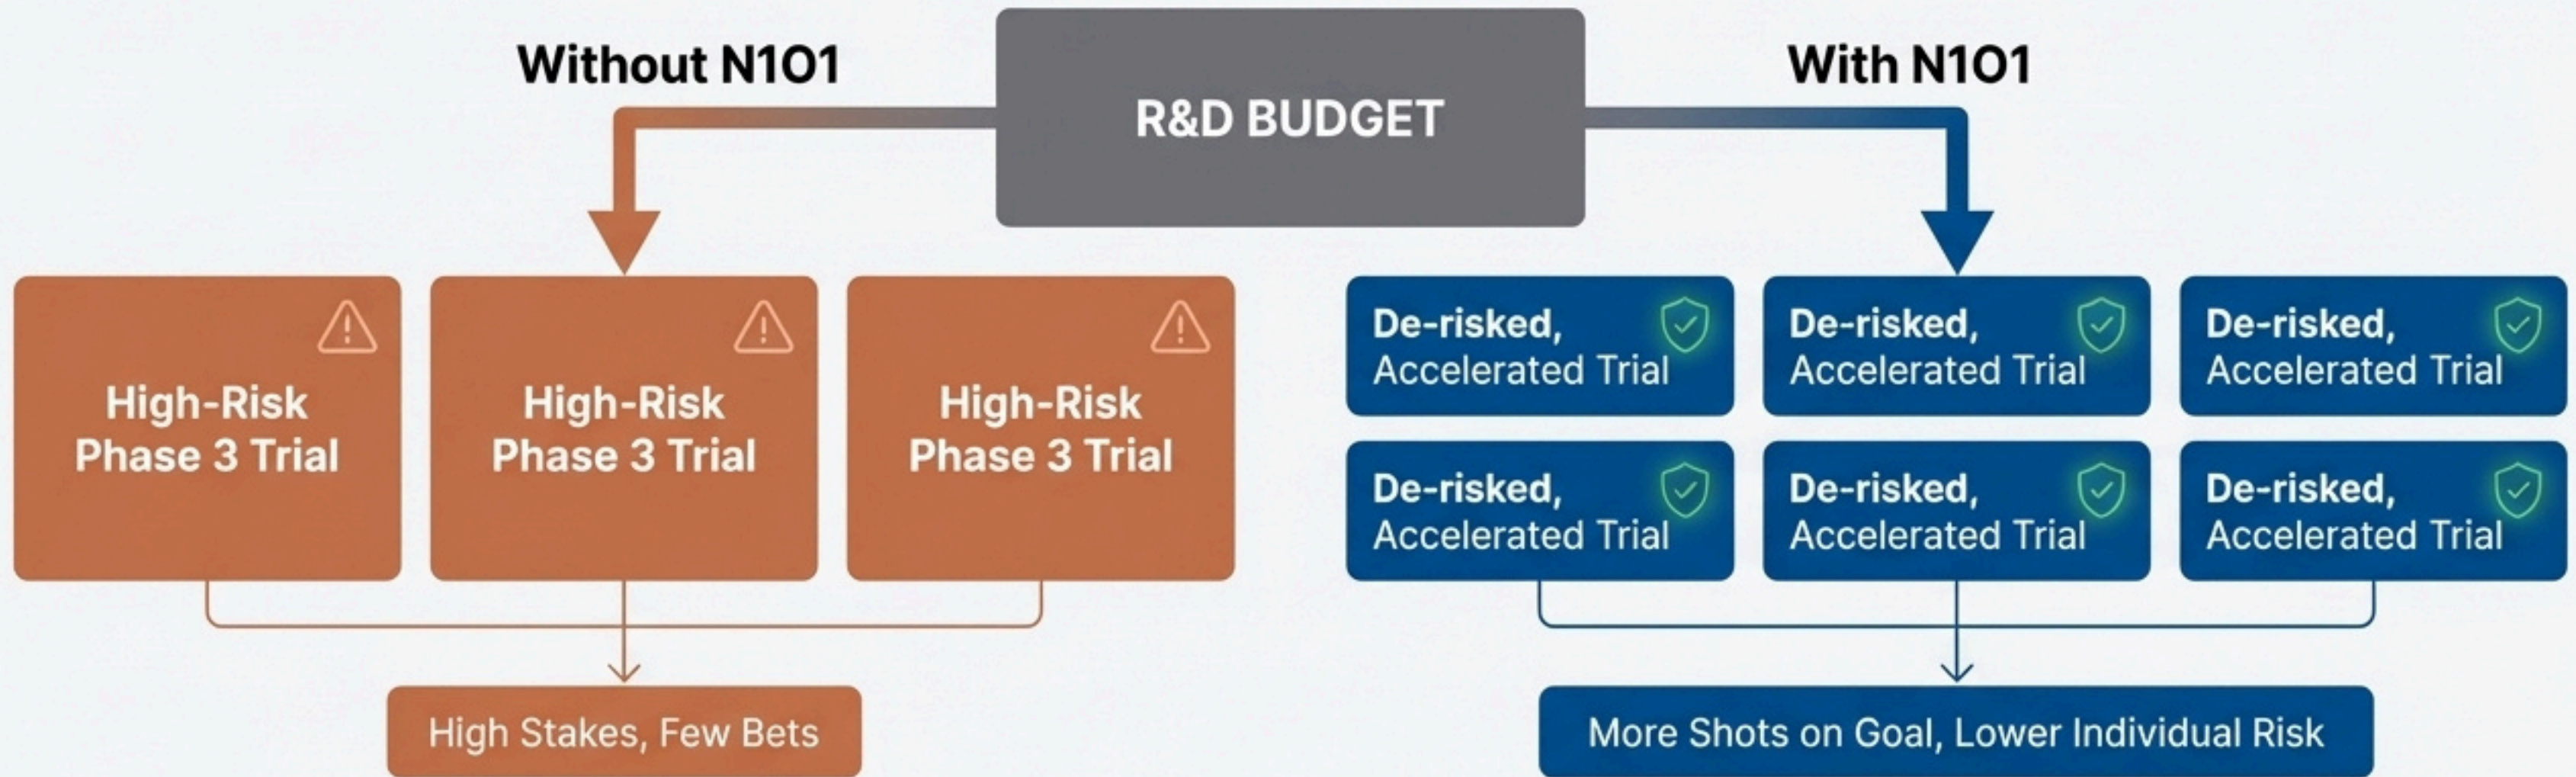 Without N1O1
R&D BUDGET
With N1O1
High-Risk
Phase 3 Trial
High-Risk
Phase 3 Trial
High-Risk
Phase 3 Trial
De-risked,
Accelerated Trial
De-risked,
Accelerated Trial
De-risked,
Accelerated Trial
De-risked,
Accelerated Trial
De-risked,
Accelerated Trial
De-risked,
Accelerated Trial
High Stakes, Few Bets
More Shots on Goal, Lower Individual Risk